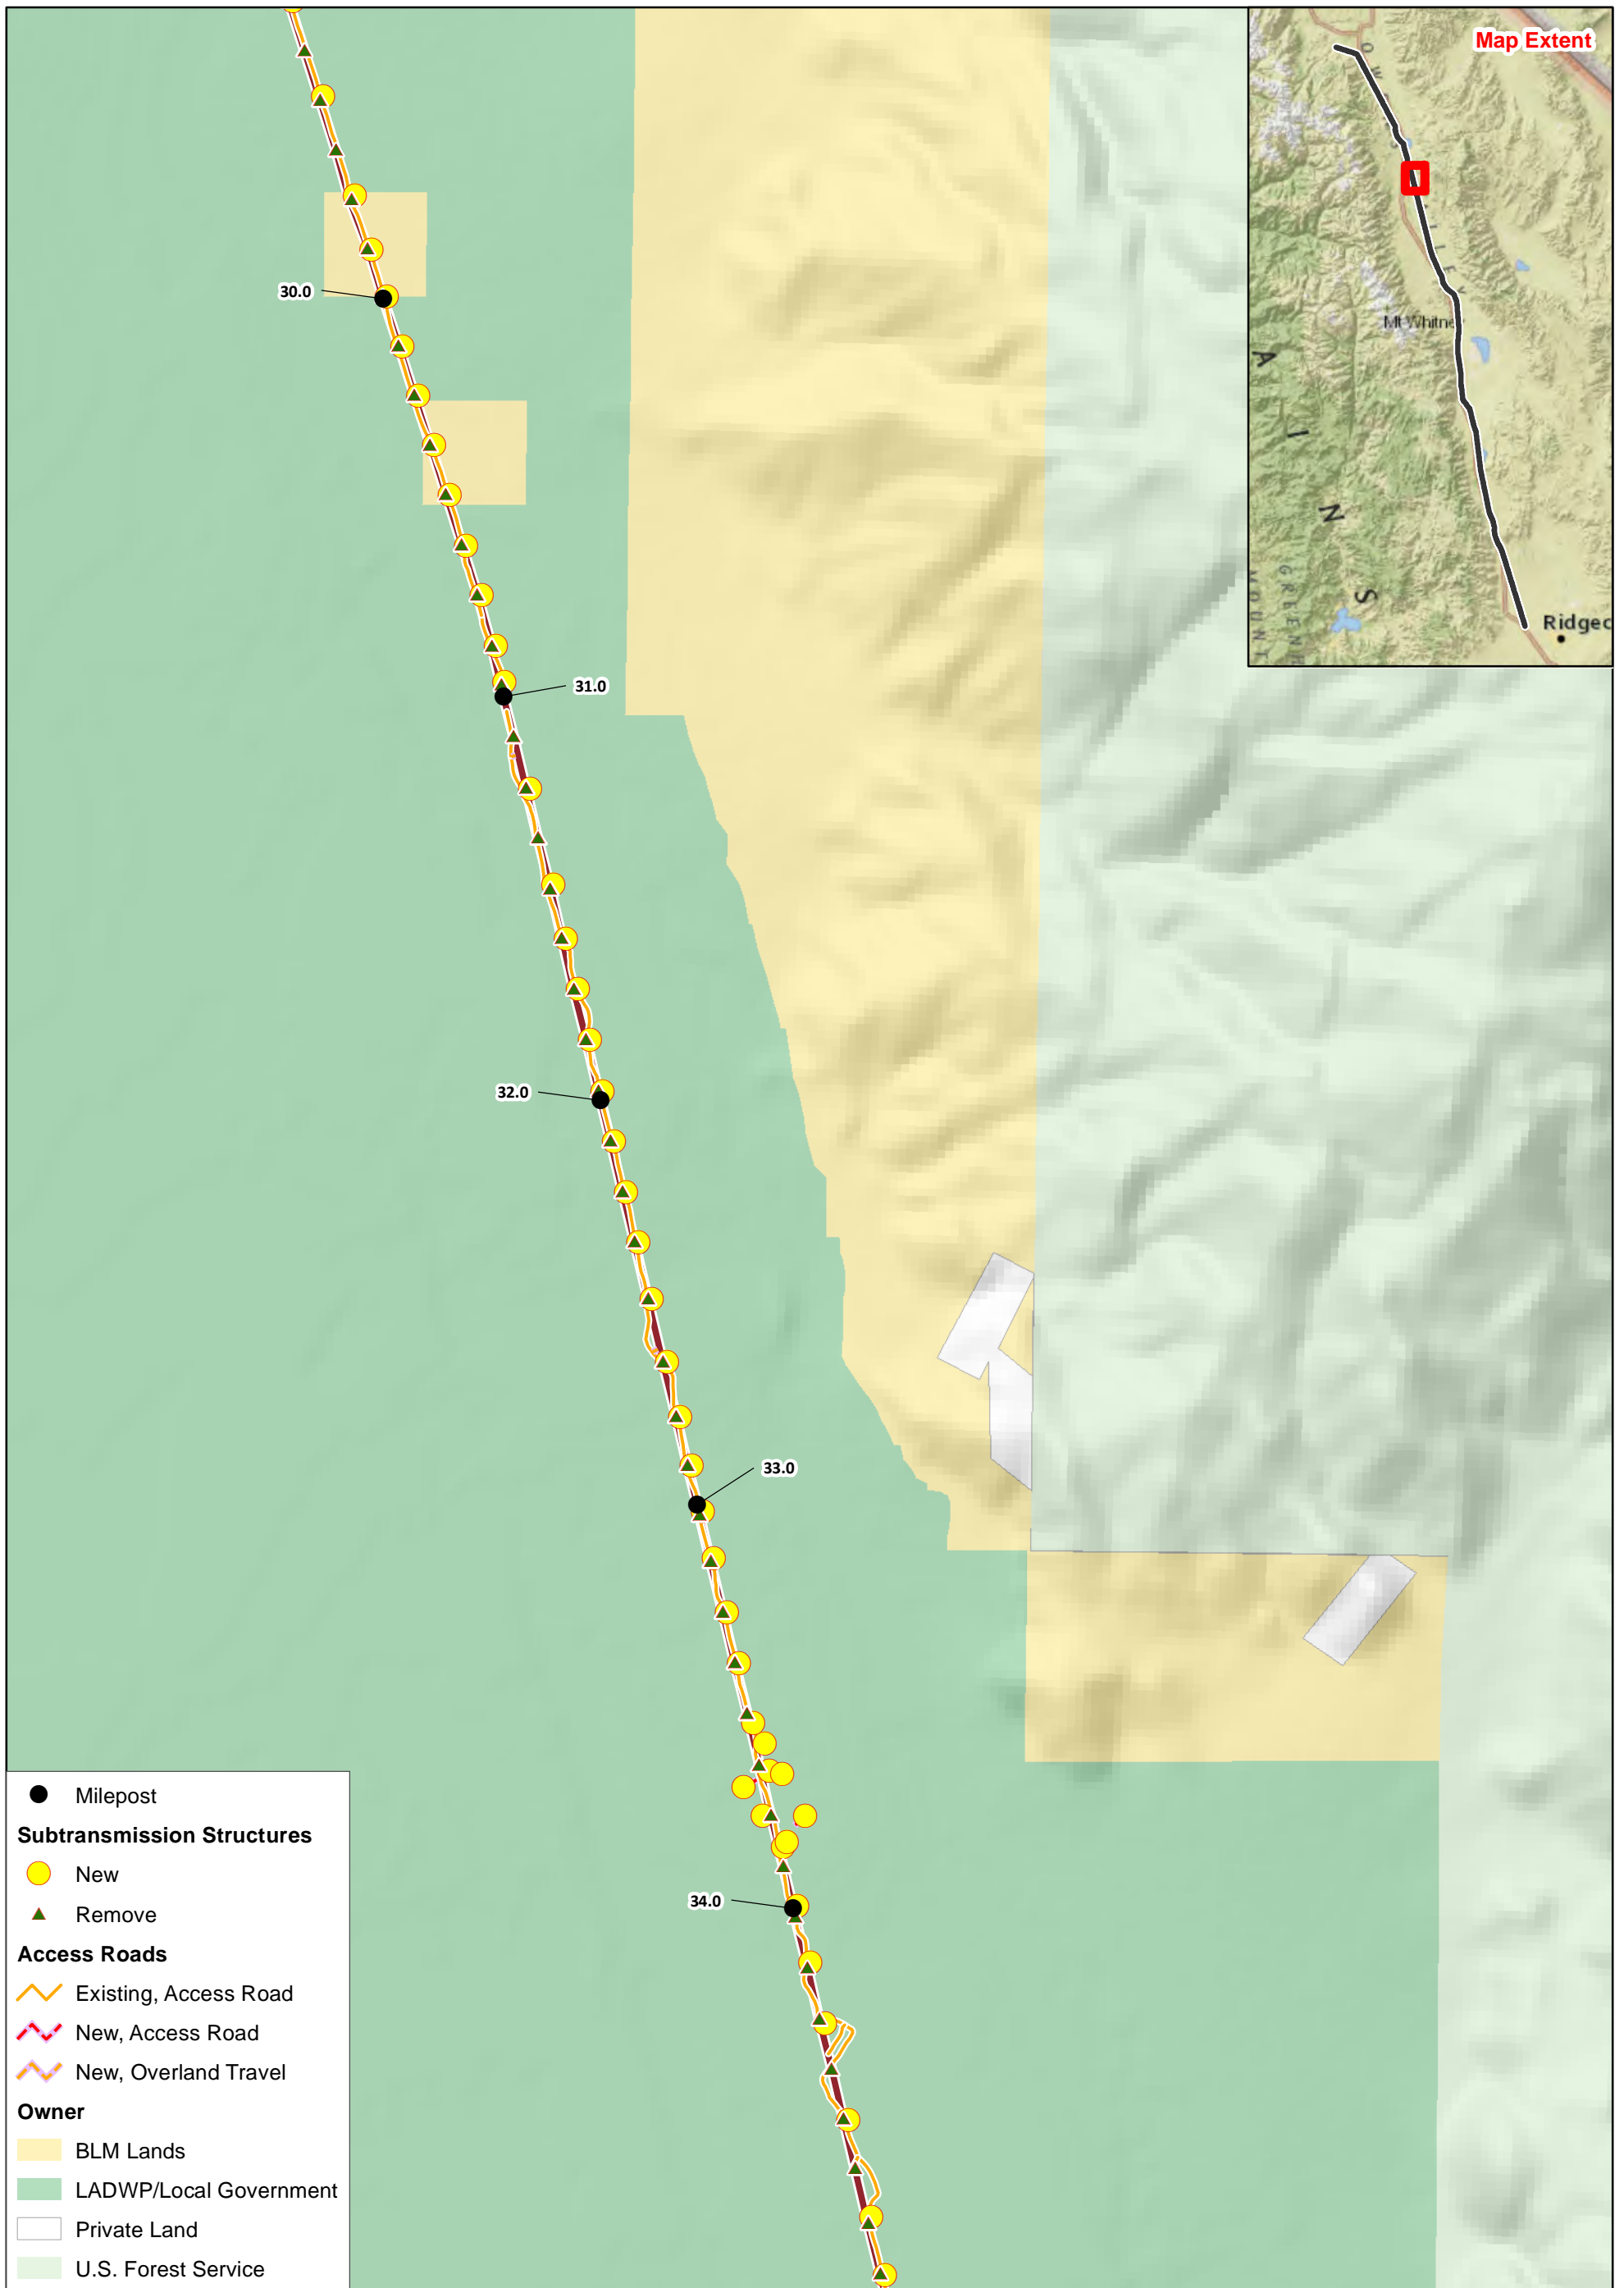 Map Extent
O
W
E
S
L
L
E
Y
Mt Whitne
A
I
N
S
GREENH
MOUNT
Ridgec
30.0
31.0
32.0
33.0
34.0
Milepost
Subtransmission Structures
New
Remove
Access Roads
Existing, Access Road
New, Access Road
New, Overland Travel
Owner
BLM Lands
LADWP/Local Government
Private Land
U.S. Forest Service